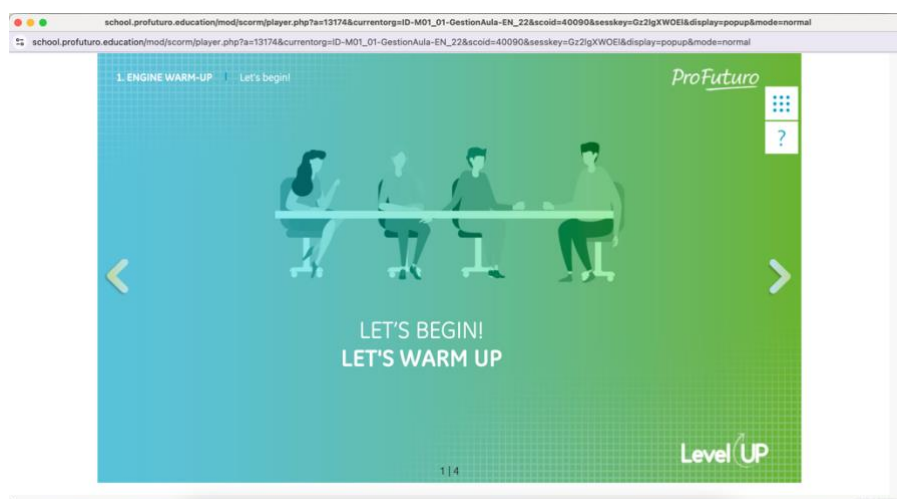 school.profuturo.education/mod/scorm/player.php?a=13174&currentorg=ID-M01_01-GestionAula-EN_22&scoid=40090&sesskey=Gz2lgXWOEl&display=popup&mode=normal
school.profuturo.education/mod/scorm/player.php?a=13174&currentorg=ID-M01_01-GestionAula-EN_22&scoid=40090&sesskey=Gz2lgXWOEl&display=popup&mode=normal
1. ENGINE WARM-UP | Let's begin!
ProFuturo
?
LET'S BEGIN!
LET'S WARM UP
Level UP
1 | 4